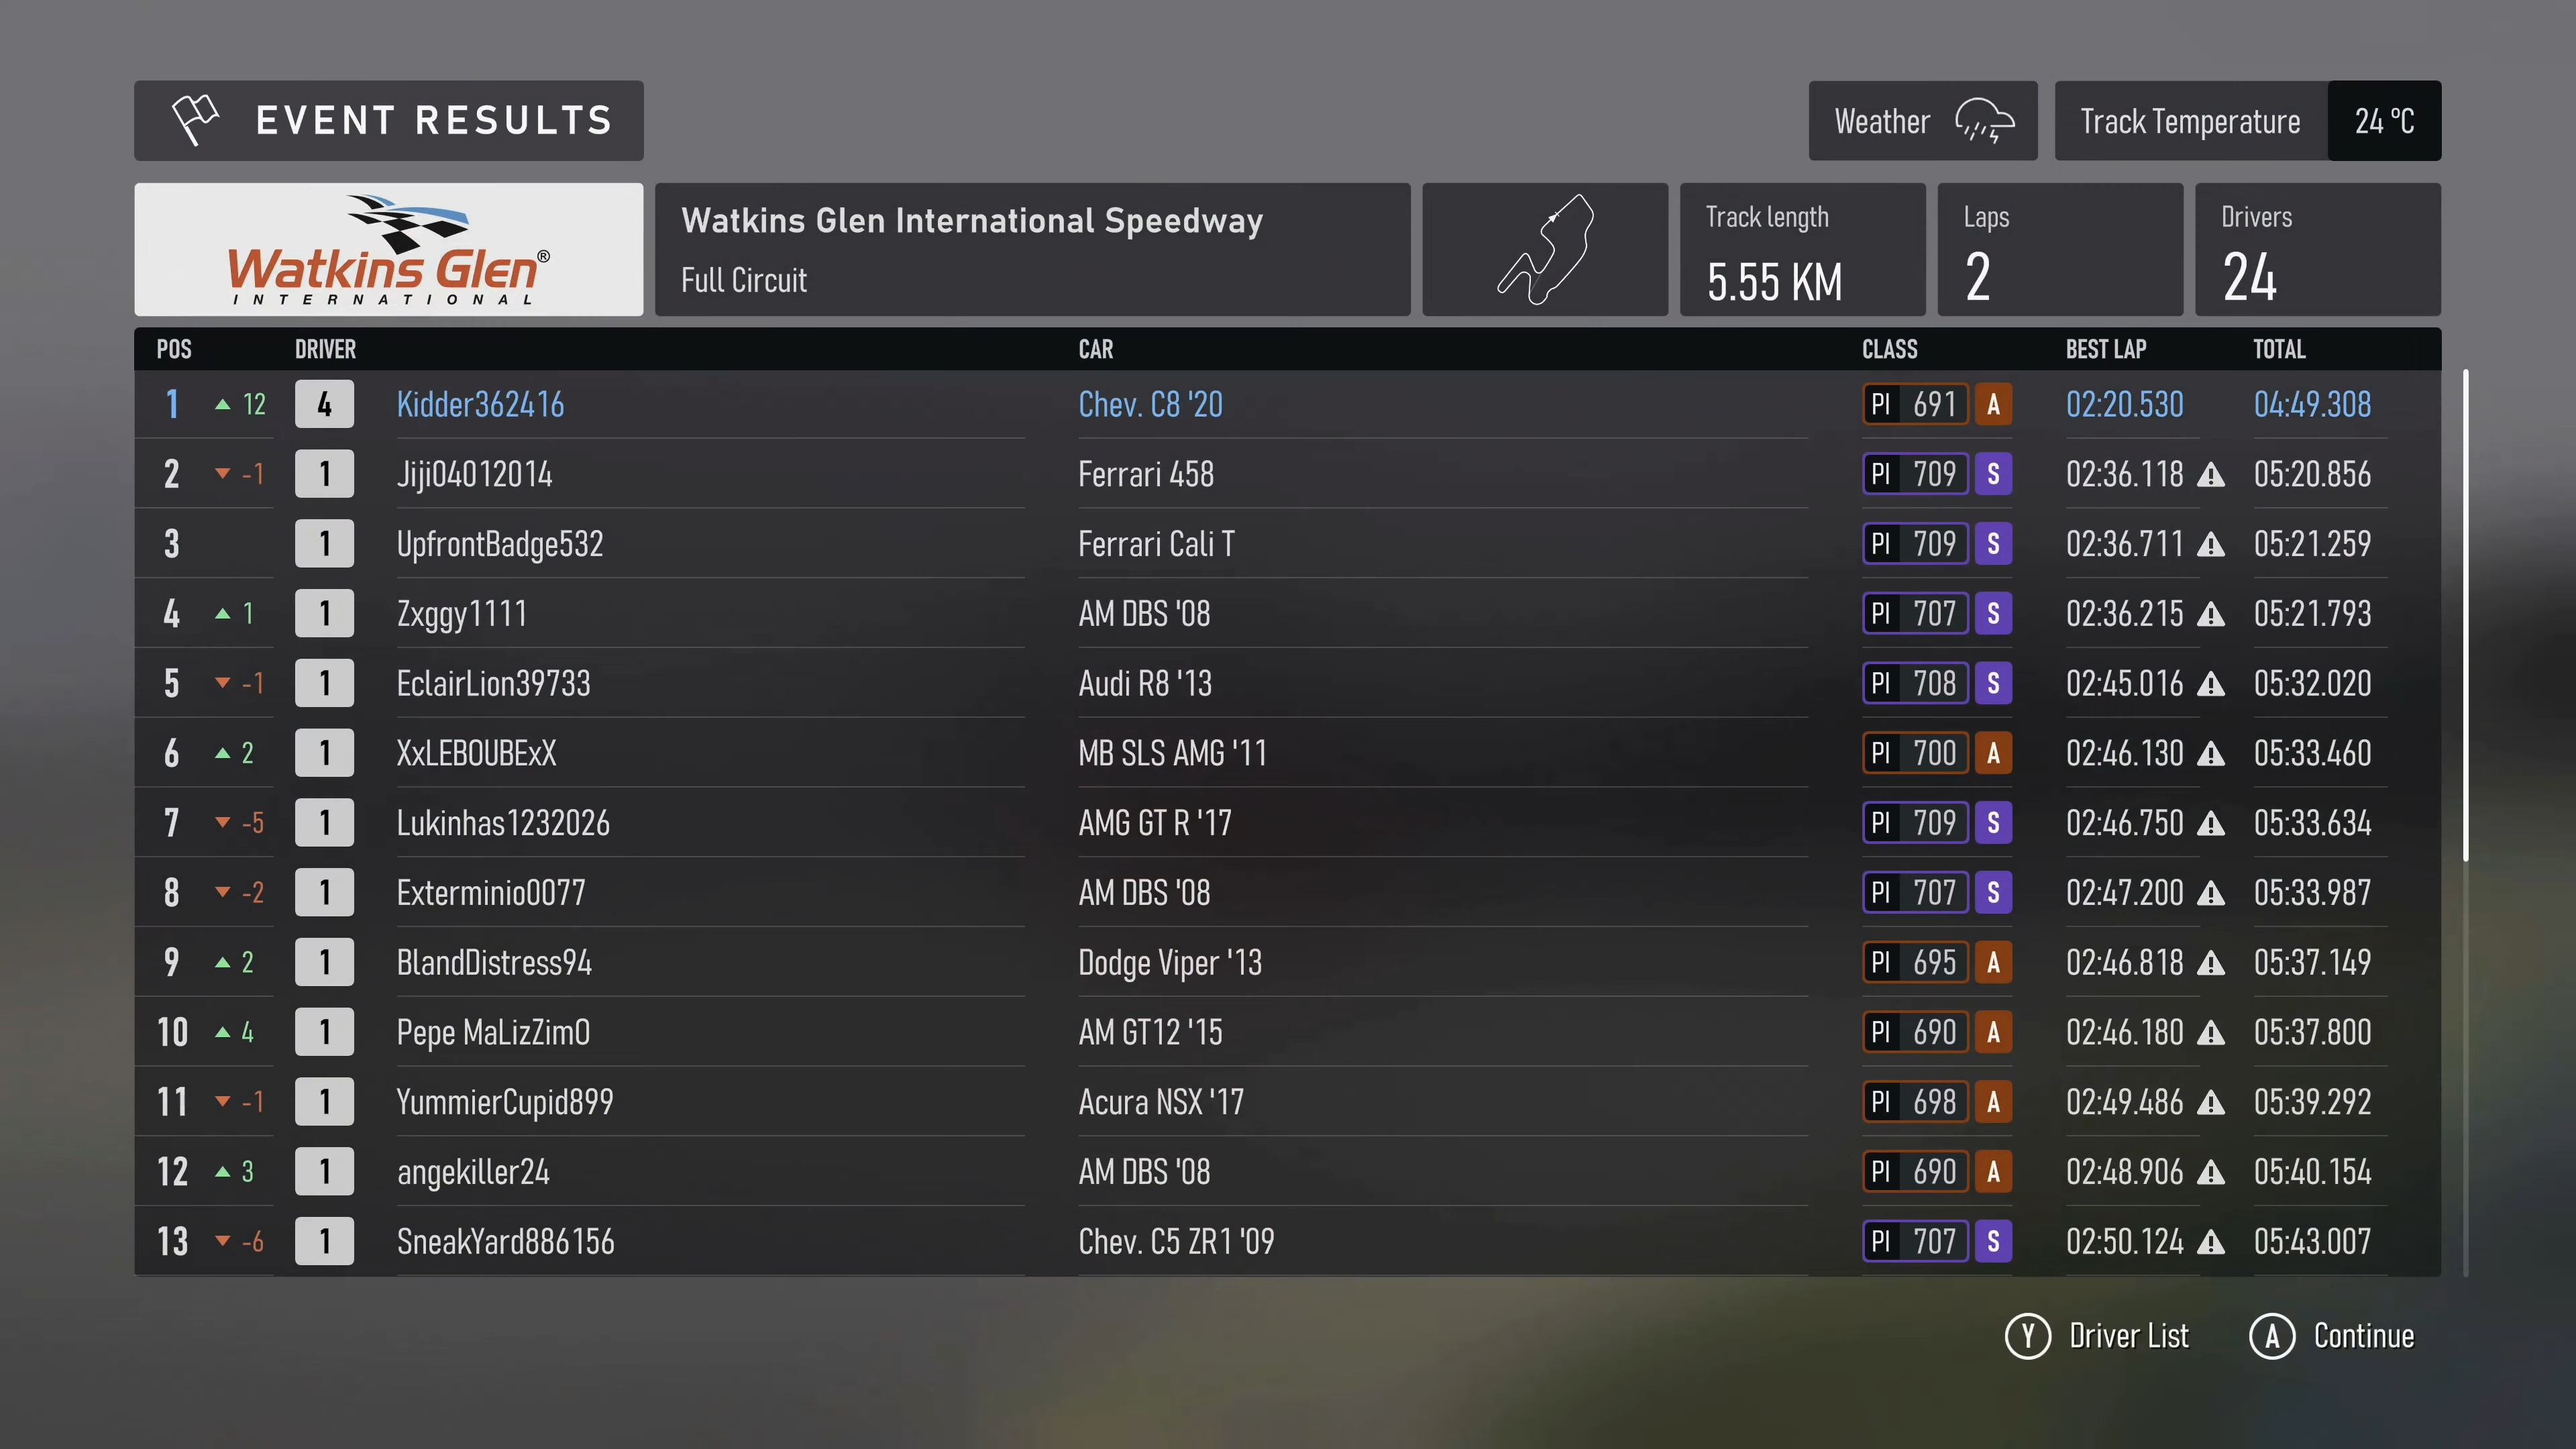 EVENT RESULTS
Weather
Track Temperature 24 ºC
Watkins Glen®
INTERNATIONAL
Watkins Glen International Speedway
Full Circuit
Track length
5.55 KM
Laps
2
Drivers
24
POS DRIVER CAR CLASS BEST LAP TOTAL
1 12 4 Kidder362416 Chev. C8 '20 PI 691 A 02:20.530 04:49.308
2 -1 1 Jiji04012014 Ferrari 458 PI 709 S 02:36.118 05:20.856
3 1 UpfrontBadge532 Ferrari Cali T PI 709 S 02:36.711 05:21.259
4 1 1 Zxggy1111 AM DBS '08 PI 707 S 02:36.215 05:21.793
5 -1 1 EclairLion39733 Audi R8 '13 PI 708 S 02:45.016 05:32.020
6 2 1 XxLEBOUBExX MB SLS AMG '11 PI 700 A 02:46.130 05:33.460
7 -5 1 Lukinhas1232026 AMG GT R '17 PI 709 S 02:46.750 05:33.634
8 -2 1 Exterminio0077 AM DBS '08 PI 707 S 02:47.200 05:33.987
9 2 1 BlandDistress94 Dodge Viper '13 PI 695 A 02:46.818 05:37.149
10 4 1 Pepe MaLizZimO AM GT12 '15 PI 690 A 02:46.180 05:37.800
11 -1 1 YummierCupid899 Acura NSX '17 PI 698 A 02:49.486 05:39.292
12 3 1 angekiller24 AM DBS '08 PI 690 A 02:48.906 05:40.154
13 -6 1 SneakYard886156 Chev. C5 ZR1 '09 PI 707 S 02:50.124 05:43.007
Y Driver List A Continue